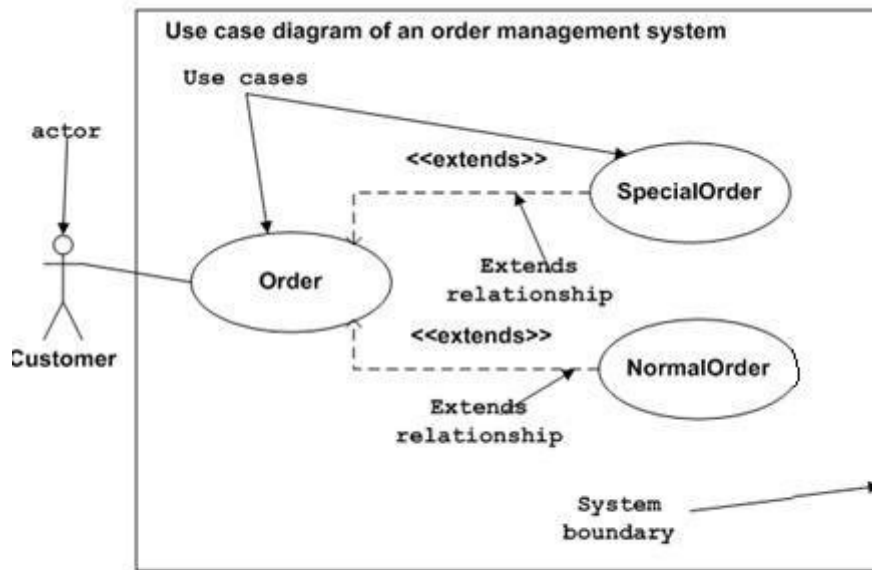 Use case diagram of an order management system
Use cases
actor
<<extends>>
SpecialOrder
Order
Extends
relationship
<<extends>>
Customer
NormalOrder
Extends
relationship
System
boundary